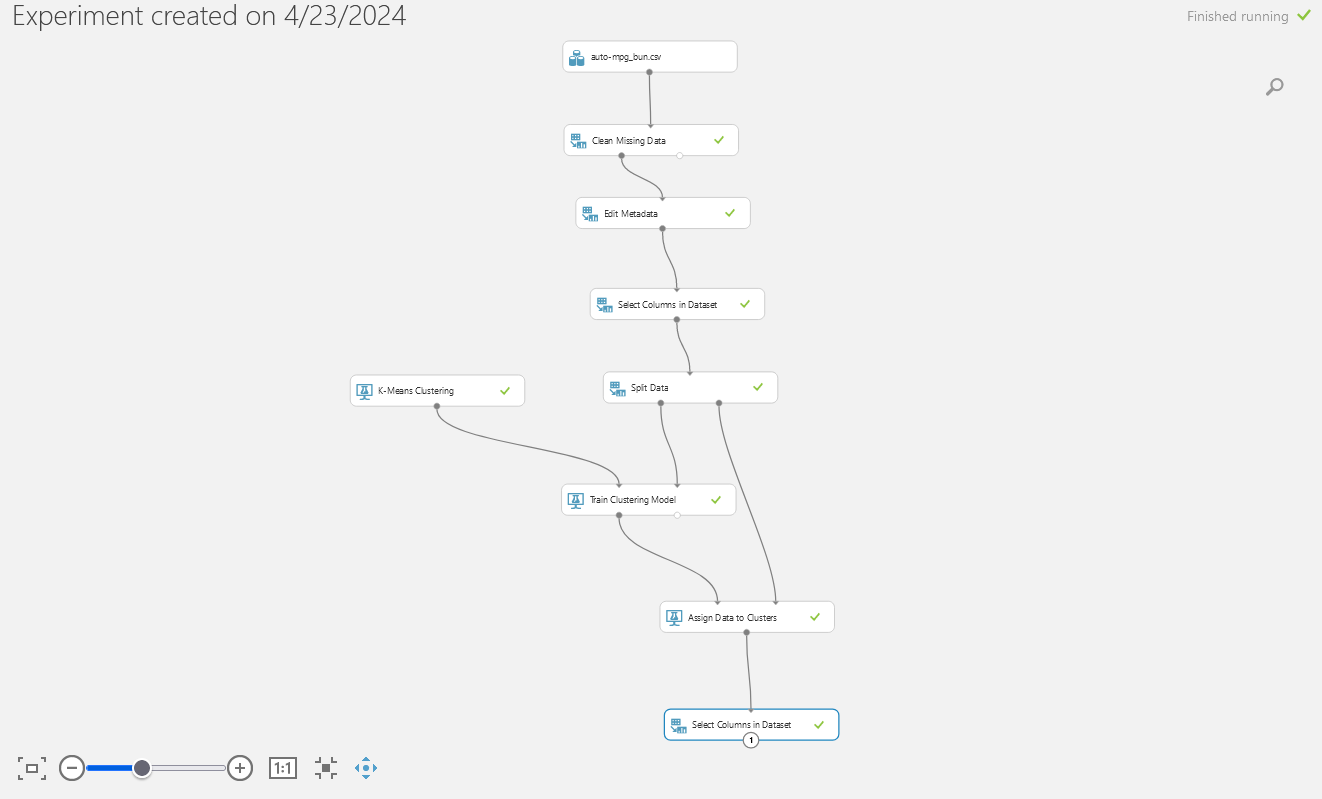 Experiment created on 4/23/2024
Finished running
auto-mpg_bun.csv
Clean Missing Data
Edit Metadata
Select Columns in Dataset
K-Means Clustering
Split Data
Train Clustering Model
Assign Data to Clusters
Select Columns in Dataset
1
1:1